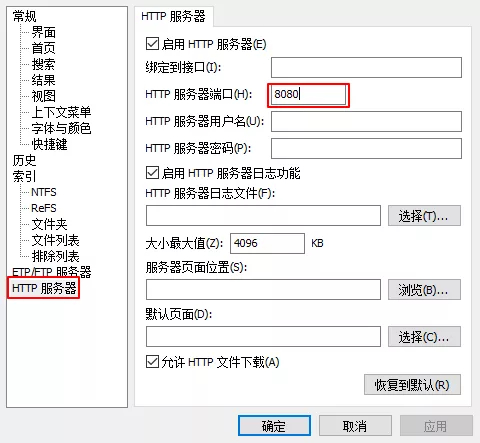 常规
界面
首页
搜索
结果
视图
上下文菜单
字体与颜色
快捷键
历史
索引
NTFS
ReFS
文件夹
文件列表
排除列表
ETP/FTP 服务器
HTTP 服务器
HTTP 服务器
启用 HTTP 服务器(E)
绑定到接口(I):
HTTP 服务器端口(H): 8080
HTTP 服务器用户名(U):
HTTP 服务器密码(P):
启用 HTTP 服务器日志功能
HTTP 服务器日志文件(F):
选择(T)...
大小最大值(Z): 4096 KB
服务器页面位置(S):
浏览(B)...
默认页面(D):
选择(C)...
允许 HTTP 文件下载(A)
恢复到默认(R)
确定 取消 应用